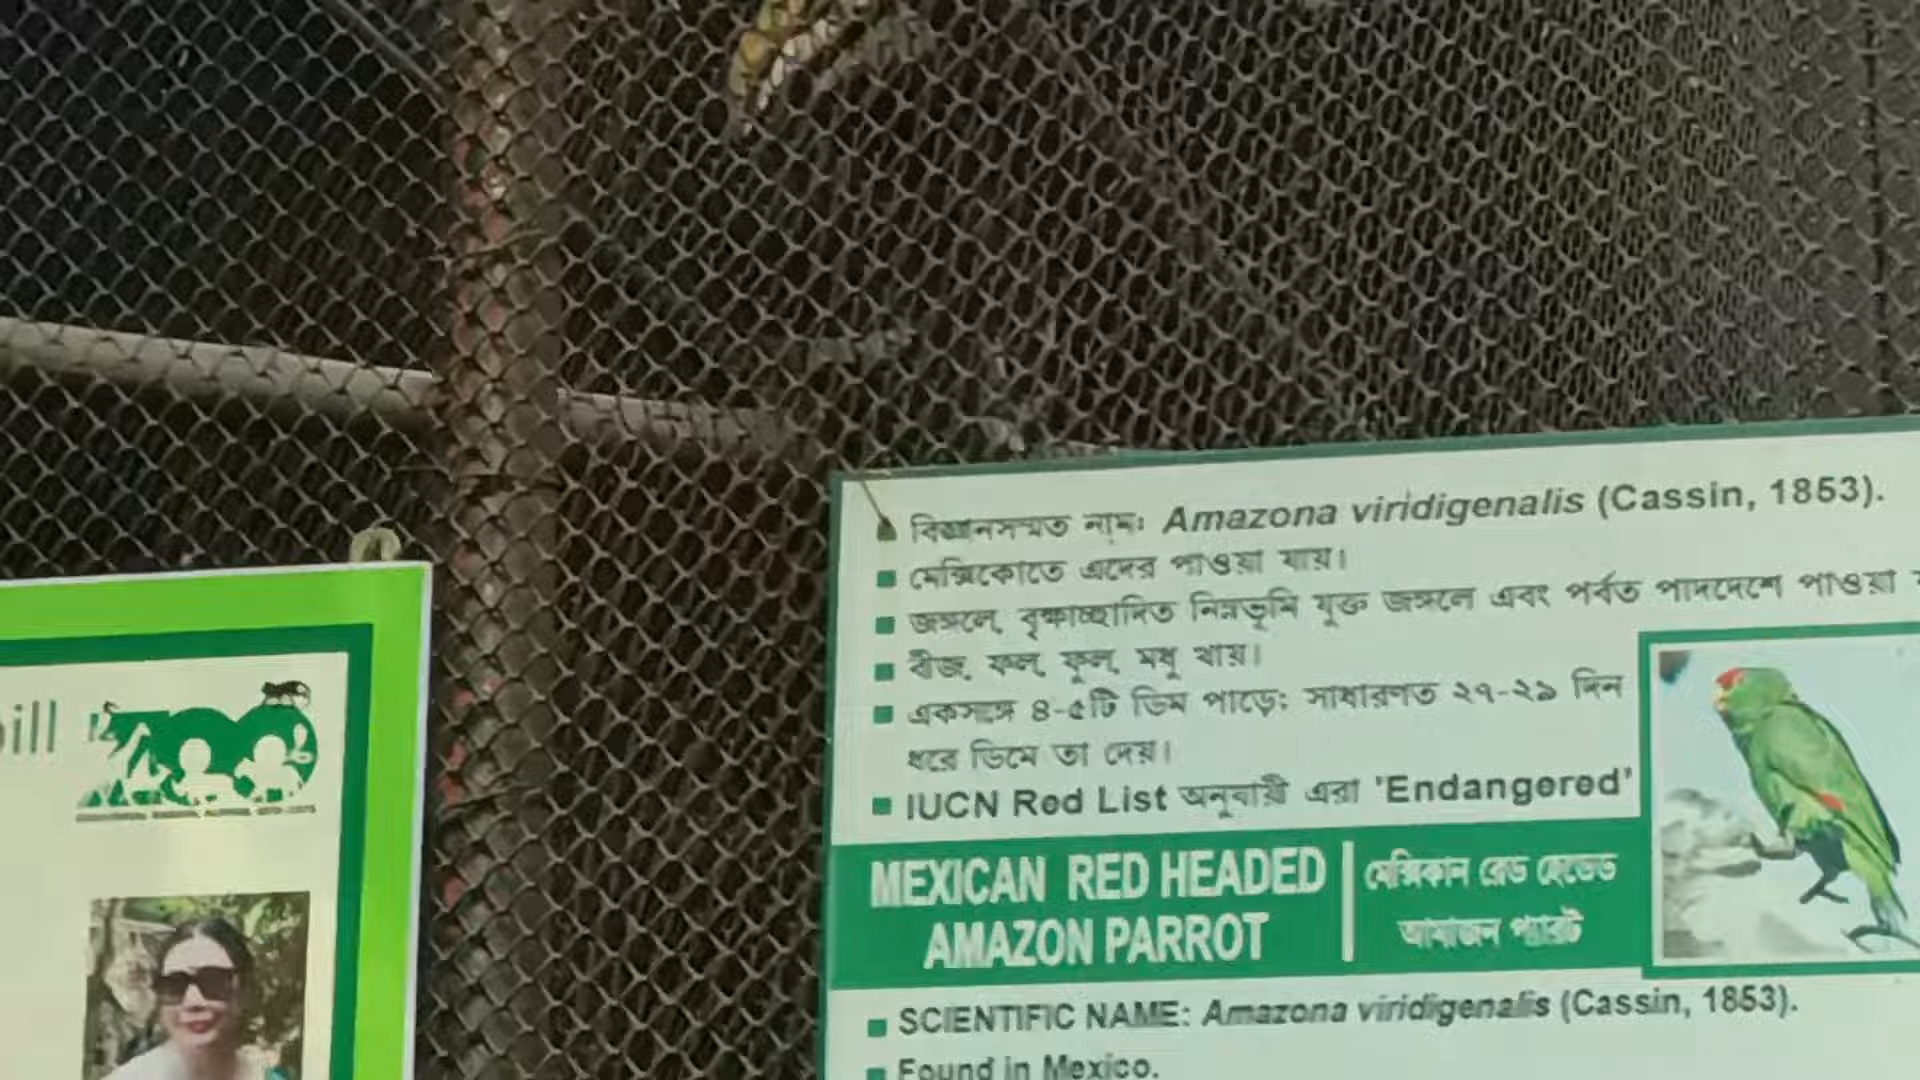 বিজ্ঞানসম্মত নাম: Amazona viridigenalis (Cassin, 1853).
মেক্সিকোতে এদের পাওয়া যায়।
জঙ্গলে, বৃক্ষাচ্ছাদিত নিম্নভূমি যুক্ত জঙ্গলে এবং পর্বত পাদদেশে পাওয়া
বীজ, ফল, ফুল, মধু খায়।
একসঙ্গে ৪-৫টি ডিম পাড়ে; সাধারণত ২৭-২৯ দিন
ধরে ডিমে তা দেয়।
IUCN Red List অনুযায়ী এরা 'Endangered'
MEXICAN RED HEADED
AMAZON PARROT
মেক্সিকান রেড হেডেড
আমাজন প্যারট
SCIENTIFIC NAME: Amazona viridigenalis (Cassin, 1853).
Found in Mexico.